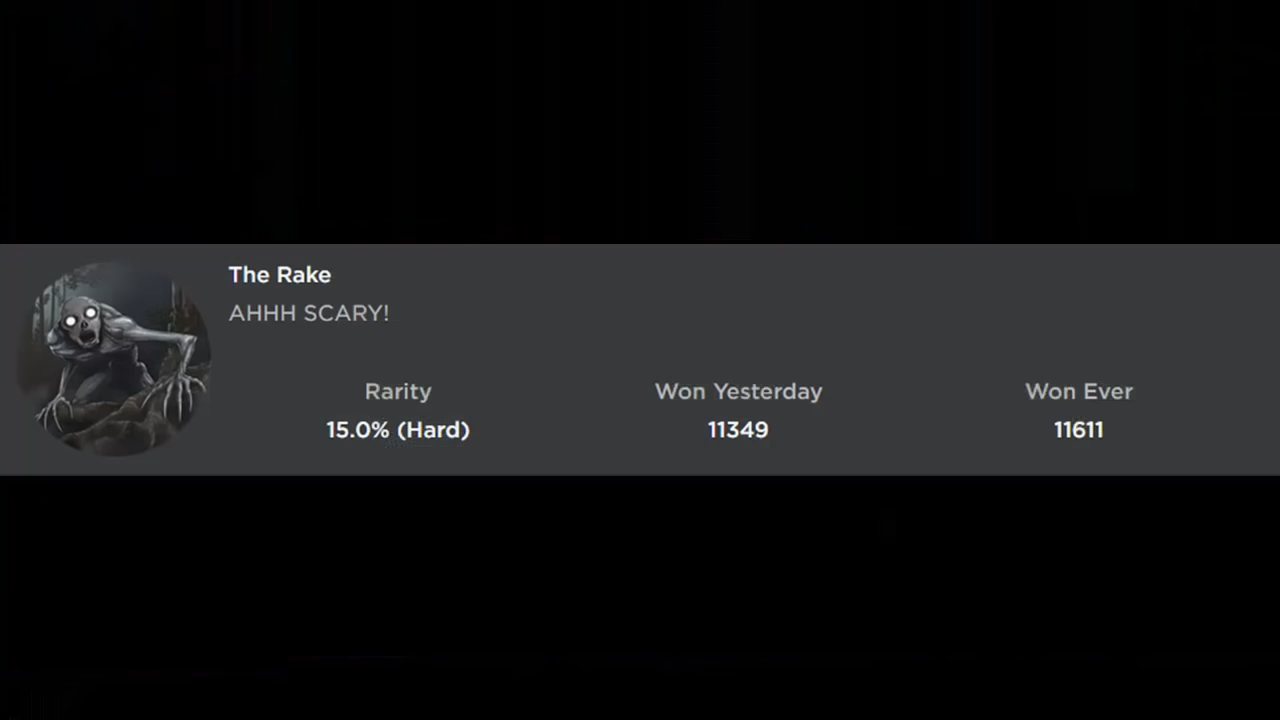 The Rake
AHHH SCARY!
Rarity Won Yesterday Won Ever
15.0% (Hard) 11349 11611